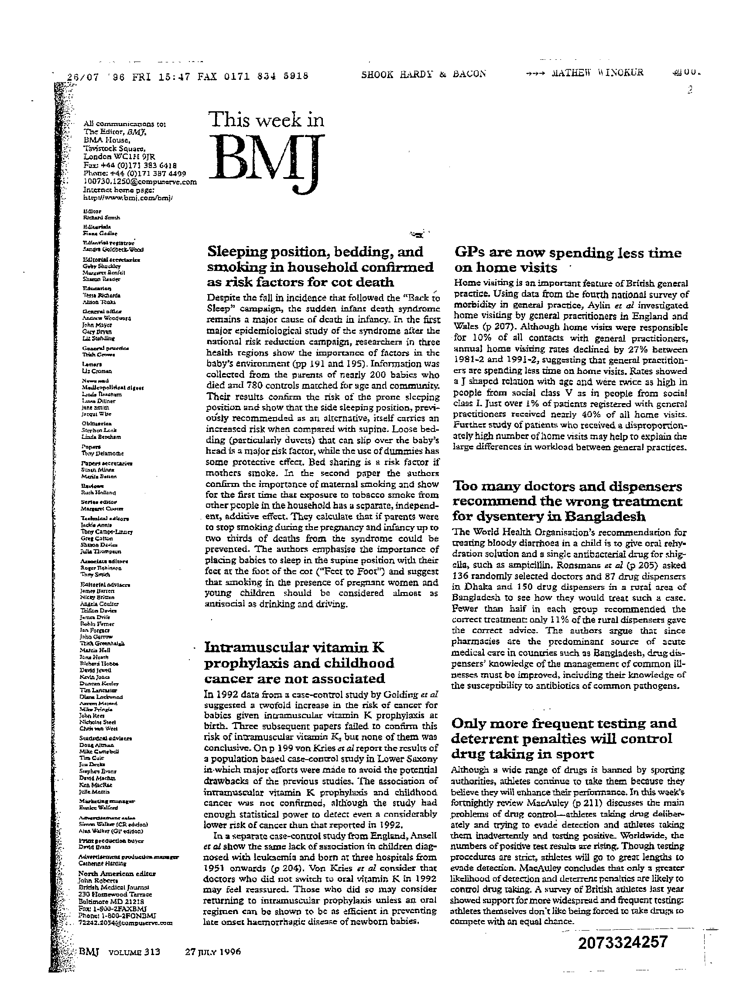 26/07 '96 FRI 15:47 FAX 0171 834 5918 SHOOK HARDY & BACON →→→ MATHEW WINOKUR
All communications to:
The Editor, BMJ,
BMA House,
Tavistock Square,
London WC1H 9JR
Fax: +44 (0)171 383 6418
Phone: +44 (0)171 387 4499
100730.1250@compuserve.com
Internet home page:
http://www.bmj.com/bmj/
Editor
Richard Smith
Editorials
Fiona Godlee
Editorial registrar
Sandra Goldbeck-Wood
Editorial secretaries
Gaby Shockley
Sharon Reader
Education
Tessa Richards
Alison Tonks
General office
Andrew Woodward
John Mayor
Gary Bryan
Liz
General practice
Trish Groves
Letters
Liz Crossan
News and
Medicopolitical digest
Linda Beecham
Luisa Dillner
Jane Smith
Jacqui Wise
Obituaries
Stephen Lock
Linda Beecham
Papers
Tony Delamothe
Papers secretaries
Susan Minns
Reviews
Ruth Holland
Series editor
Margaret Cooter
Technical editors
Jackie Annis
Greg Cotton
Sharon Davies
Julia Thompson
Associate editors
Roger Robinson
Tony Smith
Editorial advisers
James Barrett
Nicky Britten
Angela Coulter
Trifton Davies
James Drife
Robin Ferner
Ian Forgacs
John Garrow
Trish Greenhalgh
Marcia Hall
Iona Heath
Richard Hobbs
David Jewell
Kevin Jones
Duncan Keeley
Tim Lancaster
Diana Lockwood
Mike Pringle
John Rees
Nicholas Steel
Chris van Weel
Statistical advisers
Doug Altman
Mike Campbell
Tim Cole
Jon Deeks
Stephen Evans
David Machin
Ken MacRae
Julie Morris
Marketing manager
Eunice Walford
Advertisement sales
Simon Walker (CR edition)
Alan Walker (GP edition)
Print production buyer
David Evans
Advertisement production manager
Catherine Harding
North American editor
John Roberts
British Medical Journal
230 Homewood Terrace
Baltimore MD 21218
Fax: 1-800-2FAXBMJ
Phone: 1-800-2FONBMJ
72242.2054@compuserve.com
This week in
BMJ
Sleeping position, bedding, and
smoking in household confirmed
as risk factors for cot death
Despite the fall in incidence that followed the "Back to
Sleep" campaign, the sudden infant death syndrome
remains a major cause of death in infancy. In the first
major epidemiological study of the syndrome after the
national risk reduction campaign, researchers in three
health regions show the importance of factors in the
baby's environment (pp 191 and 195). Information was
collected from the parents of nearly 200 babies who
died and 780 controls matched for age and community.
Their results confirm the risk of the prone sleeping
position and show that the side sleeping position, previ-
ously recommended as an alternative, itself carries an
increased risk when compared with supine. Loose bed-
ding (particularly duvets) that can slip over the baby's
head is a major risk factor, while the use of dummies has
some protective effect. Bed sharing is a risk factor if
mothers smoke. In the second paper the authors
confirm the importance of maternal smoking and show
for the first time that exposure to tobacco smoke from
other people in the household has a separate, independ-
ent, additive effect. They calculate that if parents were
to stop smoking during the pregnancy and infancy up to
two thirds of deaths from the syndrome could be
prevented. The authors emphasise the importance of
placing babies to sleep in the supine position with their
feet at the foot of the cot ("Feet to Foot") and suggest
that smoking in the presence of pregnant women and
young children should be considered almost as
antisocial as drinking and driving.
Intramuscular vitamin K
prophylaxis and childhood
cancer are not associated
In 1992 data from a case-control study by Golding et al
suggested a twofold increase in the risk of cancer for
babies given intramuscular vitamin K prophylaxis at
birth. Three subsequent papers failed to confirm this
risk of intramuscular vitamin K, but none of them was
conclusive. On p 199 von Kries et al report the results of
a population based case-control study in Lower Saxony
in which major efforts were made to avoid the potential
drawbacks of the previous studies. The association of
intramuscular vitamin K prophylaxis and childhood
cancer was not confirmed, although the study had
enough statistical power to detect even a considerably
lower risk of cancer than that reported in 1992.
In a separate case-control study from England, Ansell
et al show the same lack of association in children diag-
nosed with leukaemia and born at three hospitals from
1951 onwards (p 204). Von Kries et al consider that
doctors who did not switch to oral vitamin K in 1992
may feel reassured. Those who did so may consider
returning to intramuscular prophylaxis unless an oral
regimen can be shown to be as efficient in preventing
late onset haemorrhagic disease of newborn babies.
GPs are now spending less time
on home visits
Home visiting is an important feature of British general
practice. Using data from the fourth national survey of
morbidity in general practice, Aylin et al investigated
home visiting by general practitioners in England and
Wales (p 207). Although home visits were responsible
for 10% of all contacts with general practitioners,
annual home visiting rates declined by 27% between
1981-2 and 1991-2, suggesting that general practition-
ers are spending less time on home visits. Rates showed
a J shaped relation with age and were twice as high in
people from social class V as in people from social
class I. Just over 1% of patients registered with general
practitioners received nearly 40% of all home visits.
Further study of patients who received a disproportion-
ately high number of home visits may help to explain the
large differences in workload between general practices.
Too many doctors and dispensers
recommend the wrong treatment
for dysentery in Bangladesh
The World Health Organisation's recommendation for
treating bloody diarrhoea in a child is to give oral rehy-
dration solution and a single antibacterial drug for shig-
ella, such as ampicillin. Ronsmans et al (p 205) asked
136 randomly selected doctors and 87 drug dispensers
in Dhaka and 150 drug dispensers in a rural area of
Bangladesh to see how they would treat such a case.
Fewer than half in each group recommended the
correct treatment: only 11% of the rural dispensers gave
the correct advice. The authors argue that since
pharmacies are the predominant source of acute
medical care in countries such as Bangladesh, drug dis-
pensers' knowledge of the management of common ill-
nesses must be improved, including their knowledge of
the susceptibility to antibiotics of common pathogens.
Only more frequent testing and
deterrent penalties will control
drug taking in sport
Although a wide range of drugs is banned by sporting
authorities, athletes continue to take them because they
believe they will enhance their performance. In this week's
fortnightly review MacAuley (p 211) discusses the main
problems of drug control—athletes taking drug deliber-
ately and trying to evade detection and athletes taking
them inadvertently and testing positive. Worldwide, the
numbers of positive test results are rising. Though testing
procedures are strict, athletes will go to great lengths to
evade detection. MacAuley concludes that only a greater
likelihood of detection and deterrent penalties are likely to
control drug taking. A survey of British athletes last year
showed support for more widespread and frequent testing:
athletes themselves don't like being forced to take drugs to
compete with an equal chance.
2073324257
BMJ VOLUME 313 27 JULY 1996